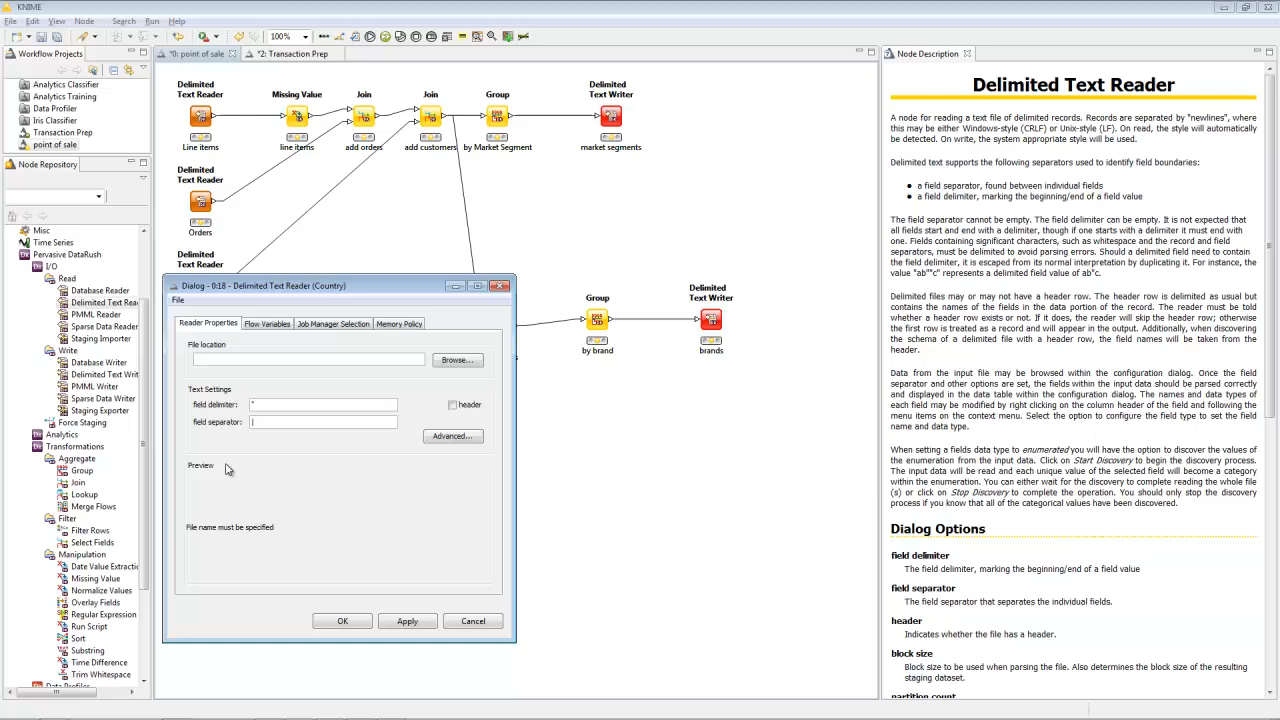 KNIME
File Edit View Node Search Run Help
100%
Workflow Projects
Analytics Classifier
Analytics Training
Data Profiler
Iris Classifier
Transaction Prep
point of sale
Node Repository
Misc
Time Series
Pervasive DataRush
I/O
Read
Database Reader
Delimited Text Reac
PMML Reader
Sparse Data Reader
Staging Importer
Write
Database Writer
Delimited Text Writ
PMML Writer
Sparse Data Writer
Staging Exporter
Force Staging
Analytics
Transformations
Aggregate
Group
Join
Lookup
Merge Flows
Filter
Filter Rows
Select Fields
Manipulation
Date Value Extracti
Missing Value
Normalize Values
Overlay Fields
Regular Expression
Run Script
Sort
Substring
Time Difference
Trim Whitespace
*0: point of sale
*2: Transaction Prep
Delimited
Text Reader
Line items
Missing Value
line items
Join
add orders
Join
add customers
Group
by Market Segment
Delimited
Text Writer
market segments
Delimited
Text Reader
Orders
Delimited
Text Reader
Group
by brand
Delimited
Text Writer
brands
Dialog - 0:18 - Delimited Text Reader (Country)
File
Reader Properties Flow Variables Job Manager Selection Memory Policy
File location
Browse...
Text Settings
field delimiter: "
header
field separator:
Advanced...
Preview
File name must be specified
OK Apply Cancel
Node Description
Delimited Text Reader
A node for reading a text file of delimited records. Records are separated by "newlines", where
this may be either Windows-style (CRLF) or Unix-style (LF). On read, the style will automatically
be detected. On write, the system appropriate style will be used.
Delimited text supports the following separators used to identify field boundaries:
● a field separator, found between individual fields
● a field delimiter, marking the beginning/end of a field value
The field separator cannot be empty. The field delimiter can be empty. It is not expected that
all fields start and end with a delimiter, though if one starts with a delimiter it must end with
one. Fields containing significant characters, such as whitespace and the record and field
separators, must be delimited to avoid parsing errors. Should a delimited field need to contain
the field delimiter, it is escaped from its normal interpretation by duplicating it. For instance, the
value "ab""c" represents a delimited field value of ab"c.
Delimited files may or may not have a header row. The header row is delimited as usual but
contains the names of the fields in the data portion of the record. The reader must be told
whether a header row exists or not. If it does, the reader will skip the header row; otherwise
the first row is treated as a record and will appear in the output. Additionally, when discovering
the schema of a delimited file with a header row, the field names will be taken from the
header.
Data from the input file may be browsed within the configuration dialog. Once the field
separator and other options are set, the fields within the input data should be parsed correctly
and displayed in the data table within the configuration dialog. The names and data types of
each field may be modified by right clicking on the column header of the field and following the
menu items on the context menu. Select the option to configure the field type to set the field
name and data type.
When setting a fields data type to enumerated you will have the option to discover the values of
the enumeration from the input data. Click on Start Discovery to begin the discovery process.
The input data will be read and each unique value of the selected field will become a category
within the enumeration. You can either wait for the discovery to complete reading the whole file
(s) or click on Stop Discovery to complete the operation. You should only stop the discovery
process if you know that all of the categorical values have been discovered.
Dialog Options
field delimiter
The field delimiter, marking the beginning/end of a field value
field separator
The field separator that separates the individual fields.
header
Indicates whether the file has a header.
block size
Block size to be used when parsing the file. Also determines the block size of the resulting
staging dataset.
partition count